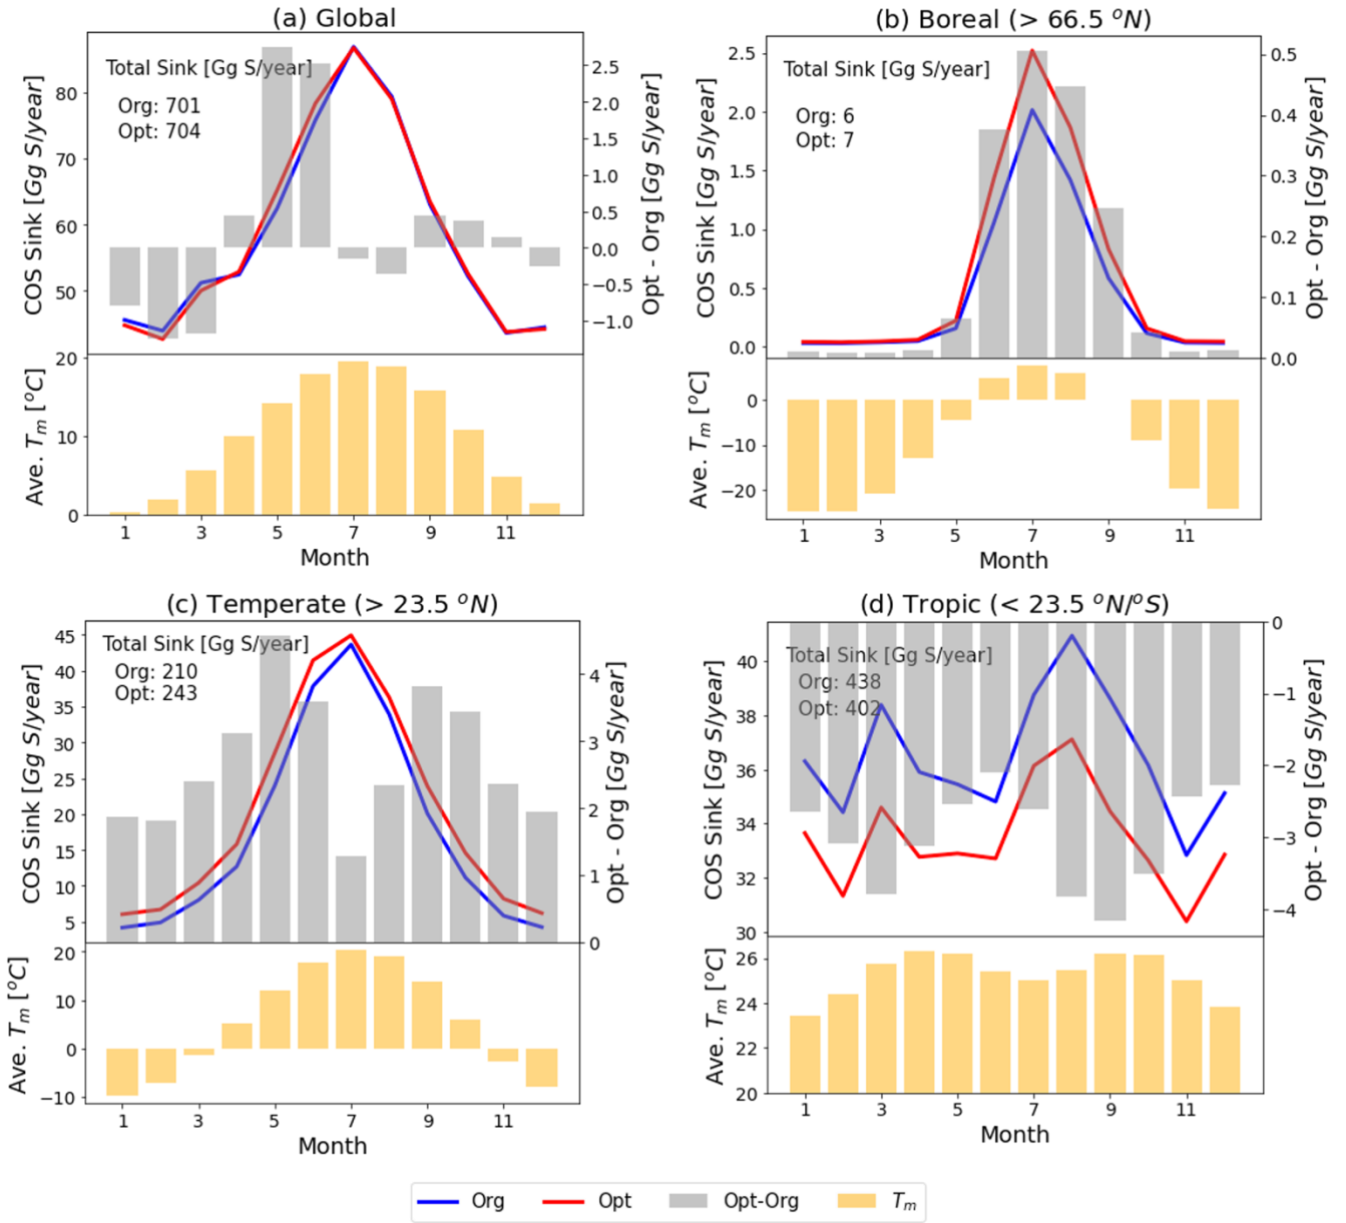 (a) Global
Total Sink [Gg S/year]
Org: 701
Opt: 704
COS Sink [Gg S/year]
80
70
60
50
Opt - Org [Gg S/year]
2.5
2.0
1.5
1.0
0.5
0.0
−0.5
−1.0
Ave. Tm [oC]
20
10
0
1 3 5 7 9 11
Month
(b) Boreal (> 66.5 oN)
Total Sink [Gg S/year]
Org: 6
Opt: 7
COS Sink [Gg S/year]
2.5
2.0
1.5
1.0
0.5
0.0
Opt - Org [Gg S/year]
0.5
0.4
0.3
0.2
0.1
0.0
Ave. Tm [oC]
0
−10
−20
1 3 5 7 9 11
Month
(c) Temperate (> 23.5 oN)
Total Sink [Gg S/year]
Org: 210
Opt: 243
COS Sink [Gg S/year]
45
40
35
30
25
20
15
10
5
Opt - Org [Gg S/year]
4
3
2
1
0
Ave. Tm [oC]
20
10
0
−10
1 3 5 7 9 11
Month
(d) Tropic (< 23.5 oN/oS)
Total Sink [Gg S/year]
Org: 438
Opt: 402
COS Sink [Gg S/year]
40
38
36
34
32
30
Opt - Org [Gg S/year]
0
−1
−2
−3
−4
Ave. Tm [oC]
26
24
22
20
1 3 5 7 9 11
Month
Org Opt Opt-Org Tm